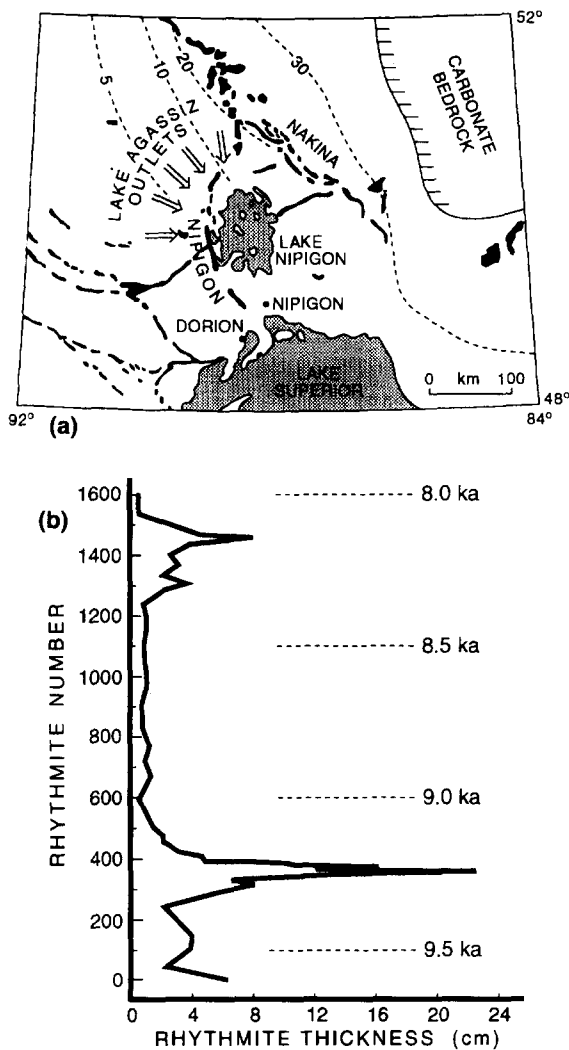 52°
5
10
20
30
CARBONATE
BEDROCK
LAKE AGASSIZ
OUTLETS
NAKINA
NIPIGON
LAKE
NIPIGON
NIPIGON
DORION
LAKE
SUPERIOR
0 km 100
92°
(a)
48°
84°
(b)
1600
1400
1200
1000
800
600
400
200
0
RHYTHMITE NUMBER
8.0 ka
8.5 ka
9.0 ka
9.5 ka
0 4 8 12 16 20 24
RHYTHMITE THICKNESS (cm)